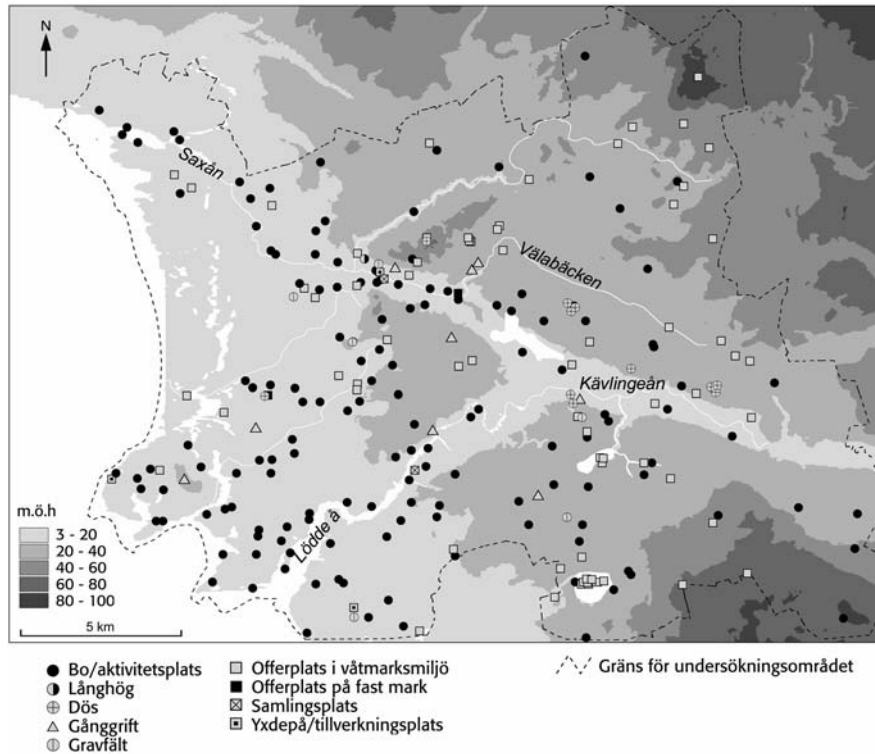 N
Saxån
Välabäcken
Kävlingeån
Lödde å
m.ö.h
3 - 20
20 - 40
40 - 60
60 - 80
80 - 100
5 km
Bo/aktivitetsplats
Långhög
Dös
Gånggrift
Gravfält
Offerplats i våtmarksmiljö
Offerplats på fast mark
Samlingsplats
Yxdepå/tillverkningsplats
Gräns för undersökningsområdet